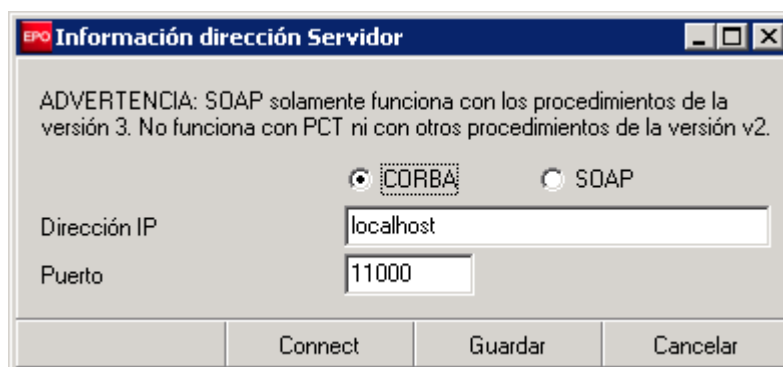 EPO Información dirección Servidor
ADVERTENCIA: SOAP solamente funciona con los procedimientos de la
versión 3. No funciona con PCT ni con otros procedimientos de la versión v2.
CORBA SOAP
Dirección IP localhost
Puerto 11000
Connect Guardar Cancelar